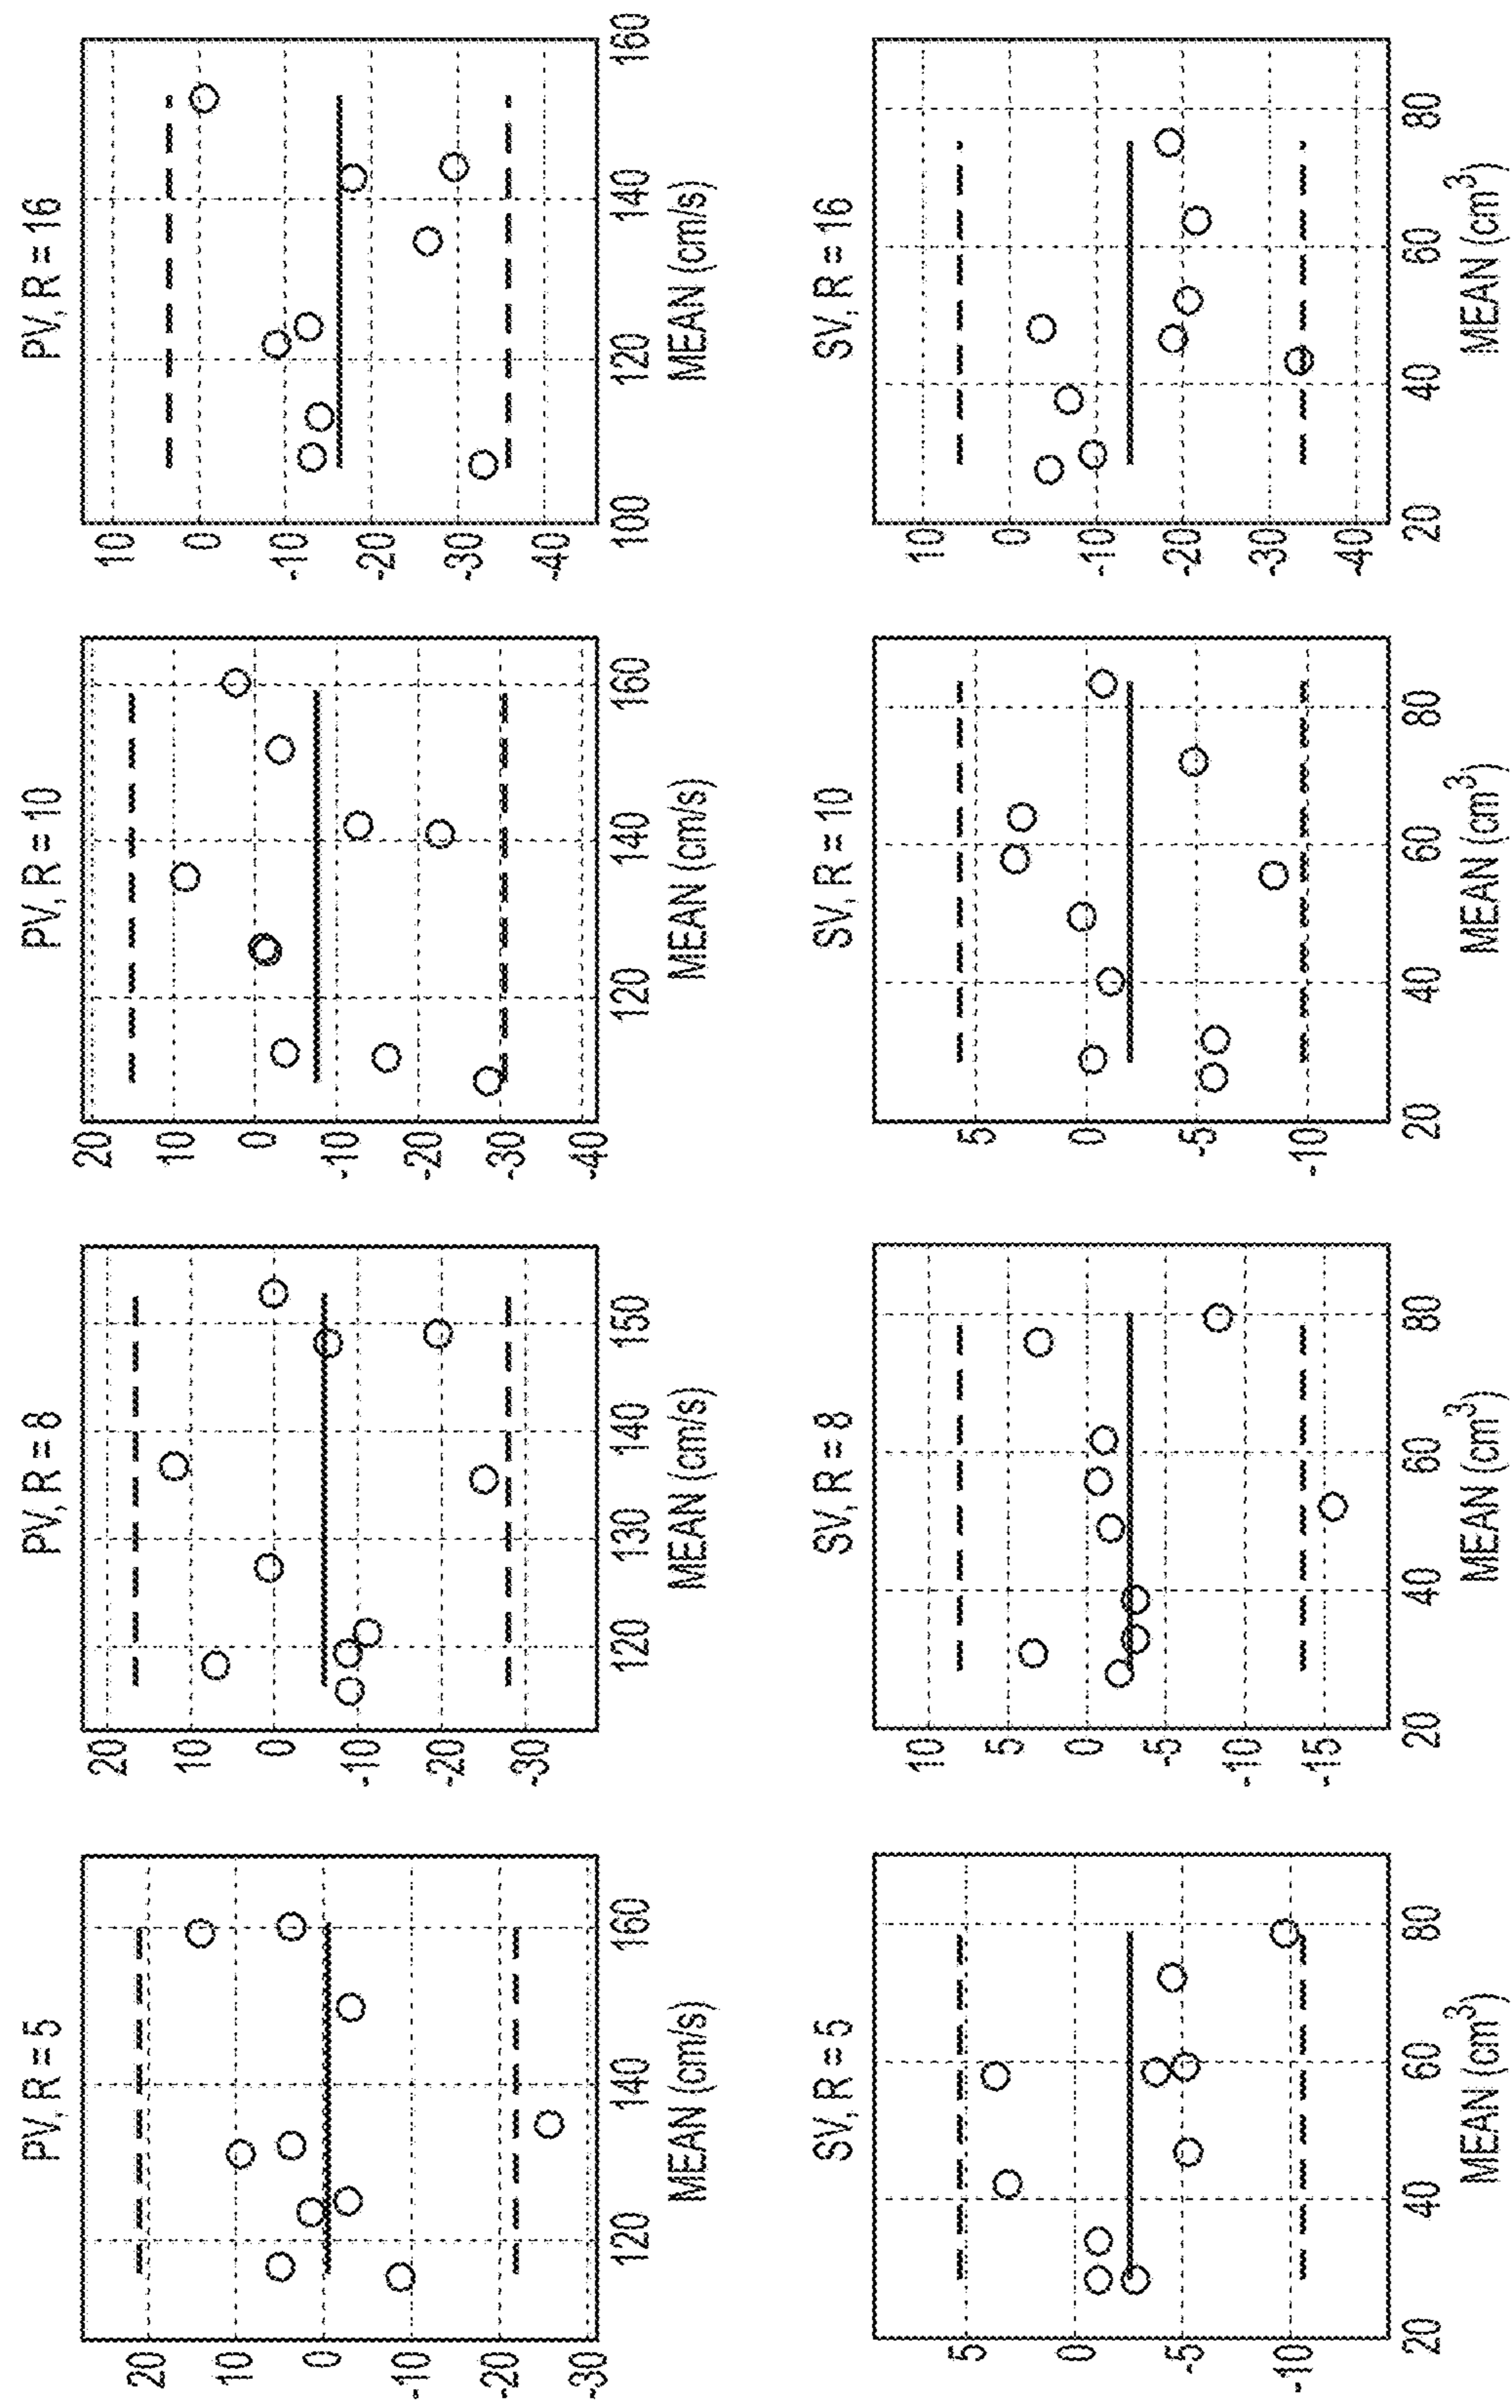 PV, R = 5
20
10
0
-10
-20
-30
120 140 160
MEAN (cm/s)
PV, R = 8
20
10
0
-10
-20
-30
120 130 140 150
MEAN (cm/s)
PV, R = 10
20
10
0
-10
-20
-30
-40
120 140 160
MEAN (cm/s)
PV, R = 16
10
0
-10
-20
-30
-40
100 120 140 160
MEAN (cm/s)
SV, R = 5
5
0
-5
-10
20 40 60 80
MEAN (cm³)
SV, R = 8
10
5
0
-5
-10
-15
20 40 60 80
MEAN (cm³)
SV, R = 10
5
0
-5
-10
20 40 60 80
MEAN (cm³)
SV, R = 16
10
0
-10
-20
-30
-40
20 40 60 80
MEAN (cm³)